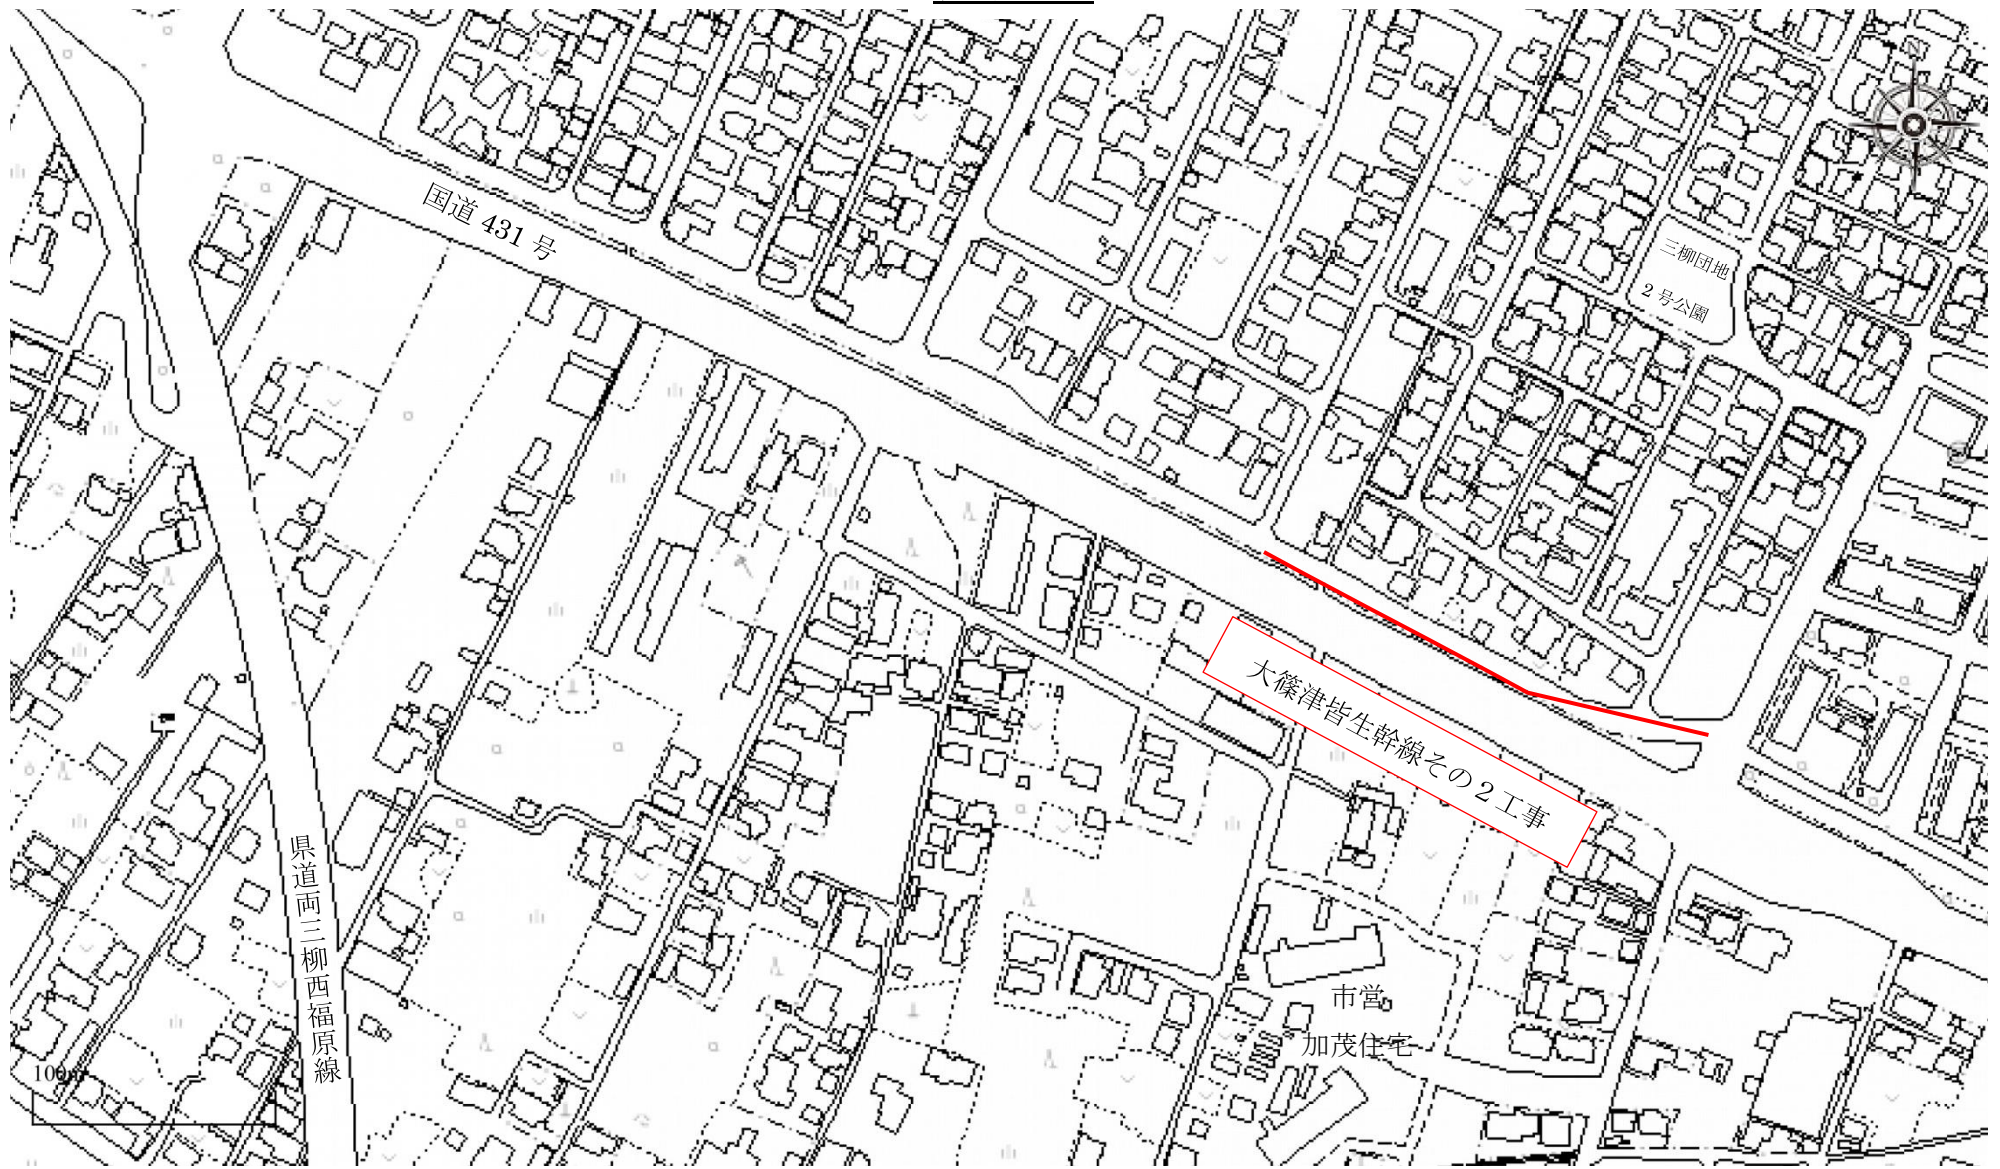 N
国道 431 号
三柳団地
2 号公園
大篠津皆生幹線その２工事
県道両三柳西福原線
市営
加茂住宅
100m